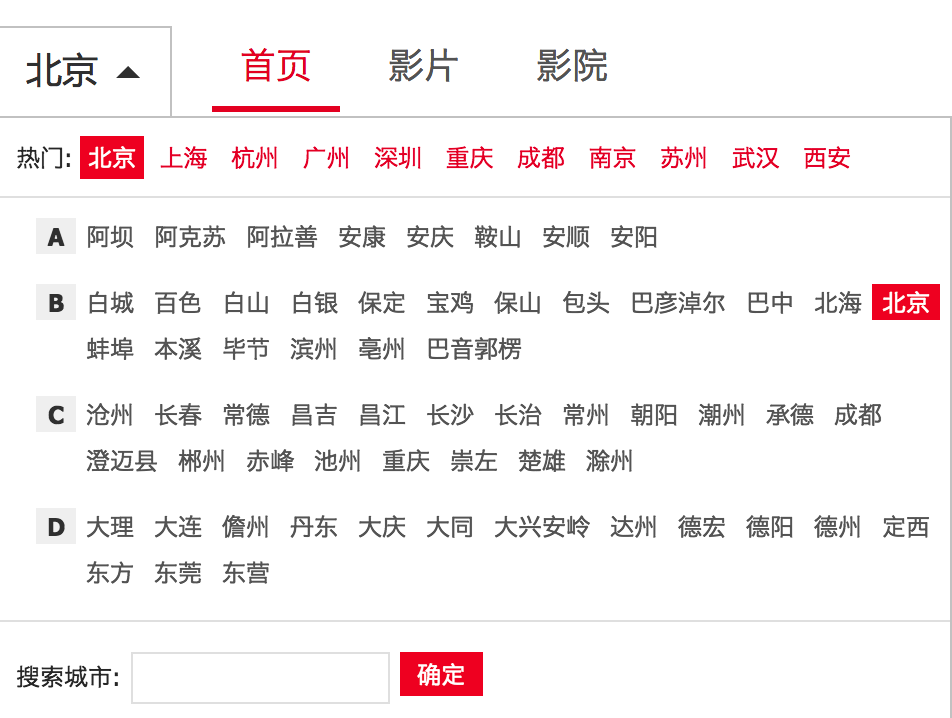 北京 首页 影片 影院
热门: 北京 上海 杭州 广州 深圳 重庆 成都 南京 苏州 武汉 西安
A 阿坝 阿克苏 阿拉善 安康 安庆 鞍山 安顺 安阳
B 白城 百色 白山 白银 保定 宝鸡 保山 包头 巴彦淖尔 巴中 北海 北京
蚌埠 本溪 毕节 滨州 亳州 巴音郭楞
C 沧州 长春 常德 昌吉 昌江 长沙 长治 常州 朝阳 潮州 承德 成都
澄迈县 郴州 赤峰 池州 重庆 崇左 楚雄 滁州
D 大理 大连 儋州 丹东 大庆 大同 大兴安岭 达州 德宏 德阳 德州 定西
东方 东莞 东营
搜索城市: 确定